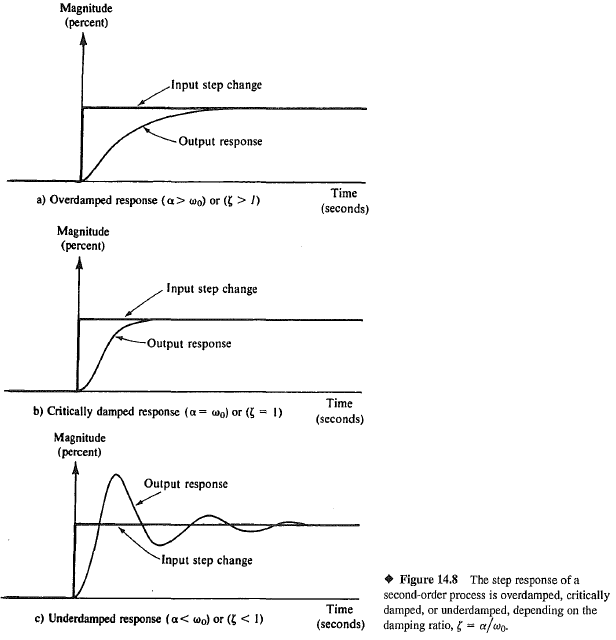 Magnitude
(percent)
Input step change
Output response
Time
(seconds)
a) Overdamped response (α > ω₀) or (ζ > 1)
Magnitude
(percent)
Input step change
Output response
Time
(seconds)
b) Critically damped response (α = ω₀) or (ζ = 1)
Magnitude
(percent)
Output response
Input step change
Time
(seconds)
c) Underdamped response (α < ω₀) or (ζ < 1)
◆ Figure 14.8 The step response of a
second-order process is overdamped, critically
damped, or underdamped, depending on the
damping ratio, ζ = α/ω₀.